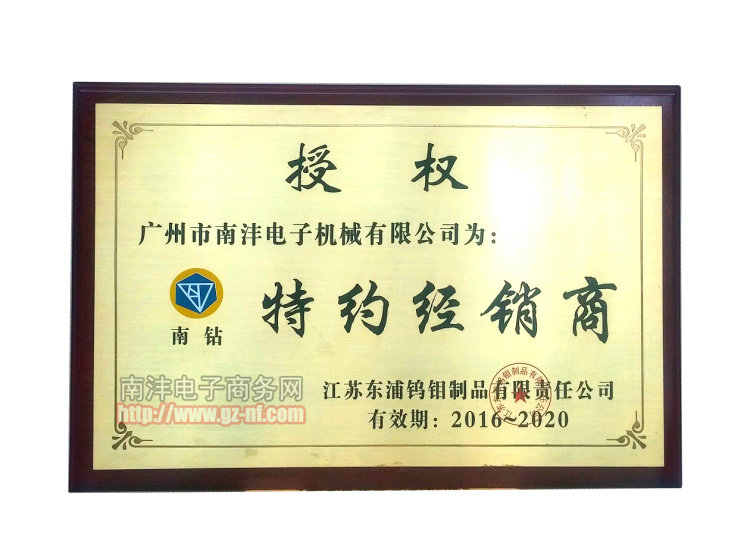 授权
广州市南沣电子机械有限公司为:
特约经销商
南钻
江苏东浦钨钼制品有限责任公司
有效期: 2016~2020
南沣电子商务网
www.gz-nf.com